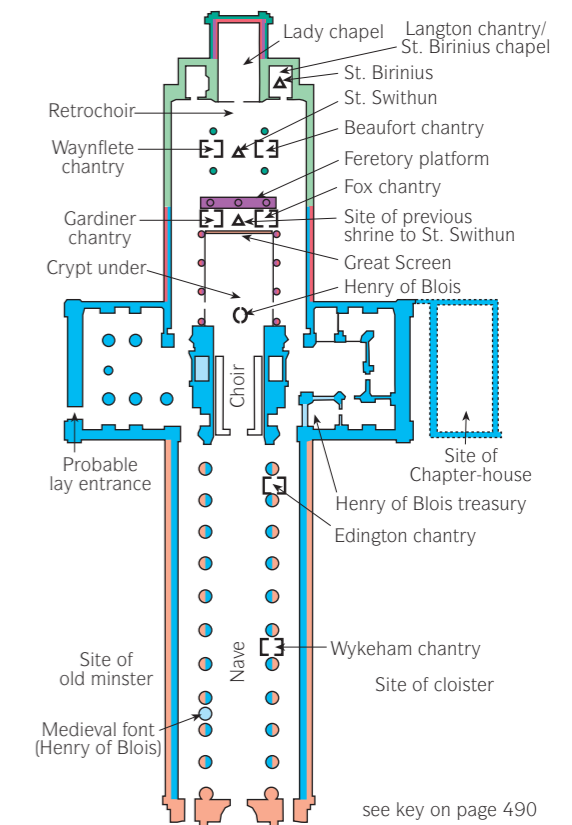 Lady chapel
Langton chantry/
St. Birinius chapel
St. Birinius
St. Swithun
Retrochoir
Beaufort chantry
Waynflete
chantry
Feretory platform
Fox chantry
Gardiner
chantry
Site of previous
shrine to St. Swithun
Great Screen
Crypt under
Henry of Blois
Choir
Probable
lay entrance
Site of
Chapter-house
Henry of Blois treasury
Edington chantry
Nave
Wykeham chantry
Site of
old minster
Site of cloister
Medieval font
(Henry of Blois)
see key on page 490